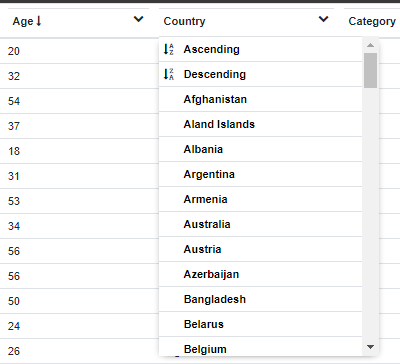 Age Country Category
20 Ascending
32 Descending
54 Afghanistan
37 Aland Islands
18 Albania
31 Argentina
53 Armenia
34 Australia
56 Austria
56 Azerbaijan
50 Bangladesh
24 Belarus
26 Belgium